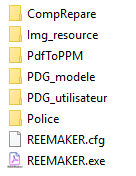 CompRepare
Img_resource
PdfToPPM
PDG_modele
PDG_utilisateur
Police
REEMAKER.cfg
REEMAKER.exe